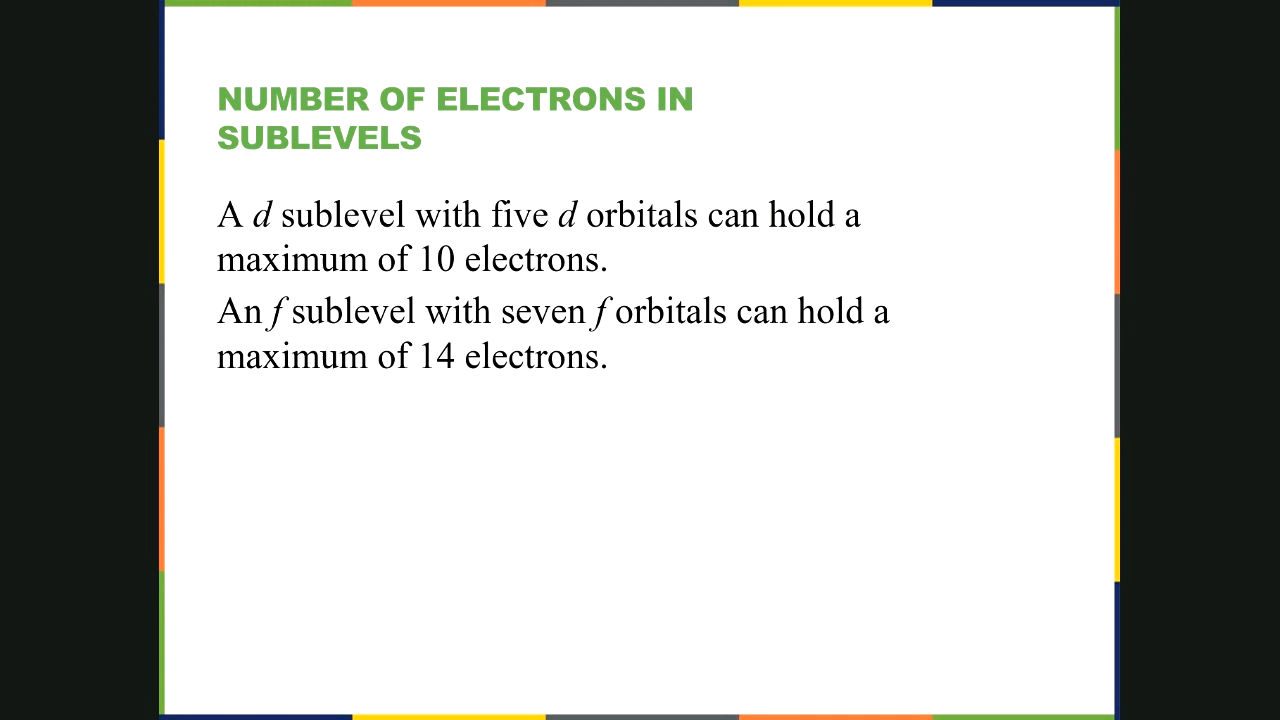 NUMBER OF ELECTRONS IN
SUBLEVELS
A d sublevel with five d orbitals can hold a
maximum of 10 electrons.
An f sublevel with seven f orbitals can hold a
maximum of 14 electrons.